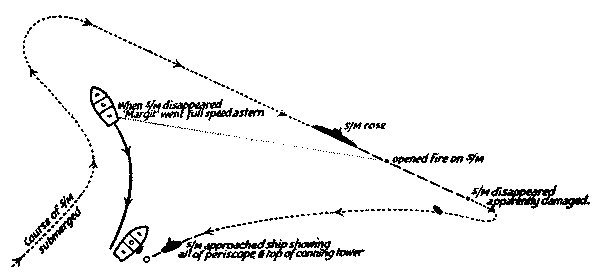 When S/M disappeared
'Margit' went full speed astern
S/M rose
opened fire on S/M
S/M disappeared
apparently damaged.
Course of S/M
submerged
S/M approached ship showing
all of periscope & top of conning tower